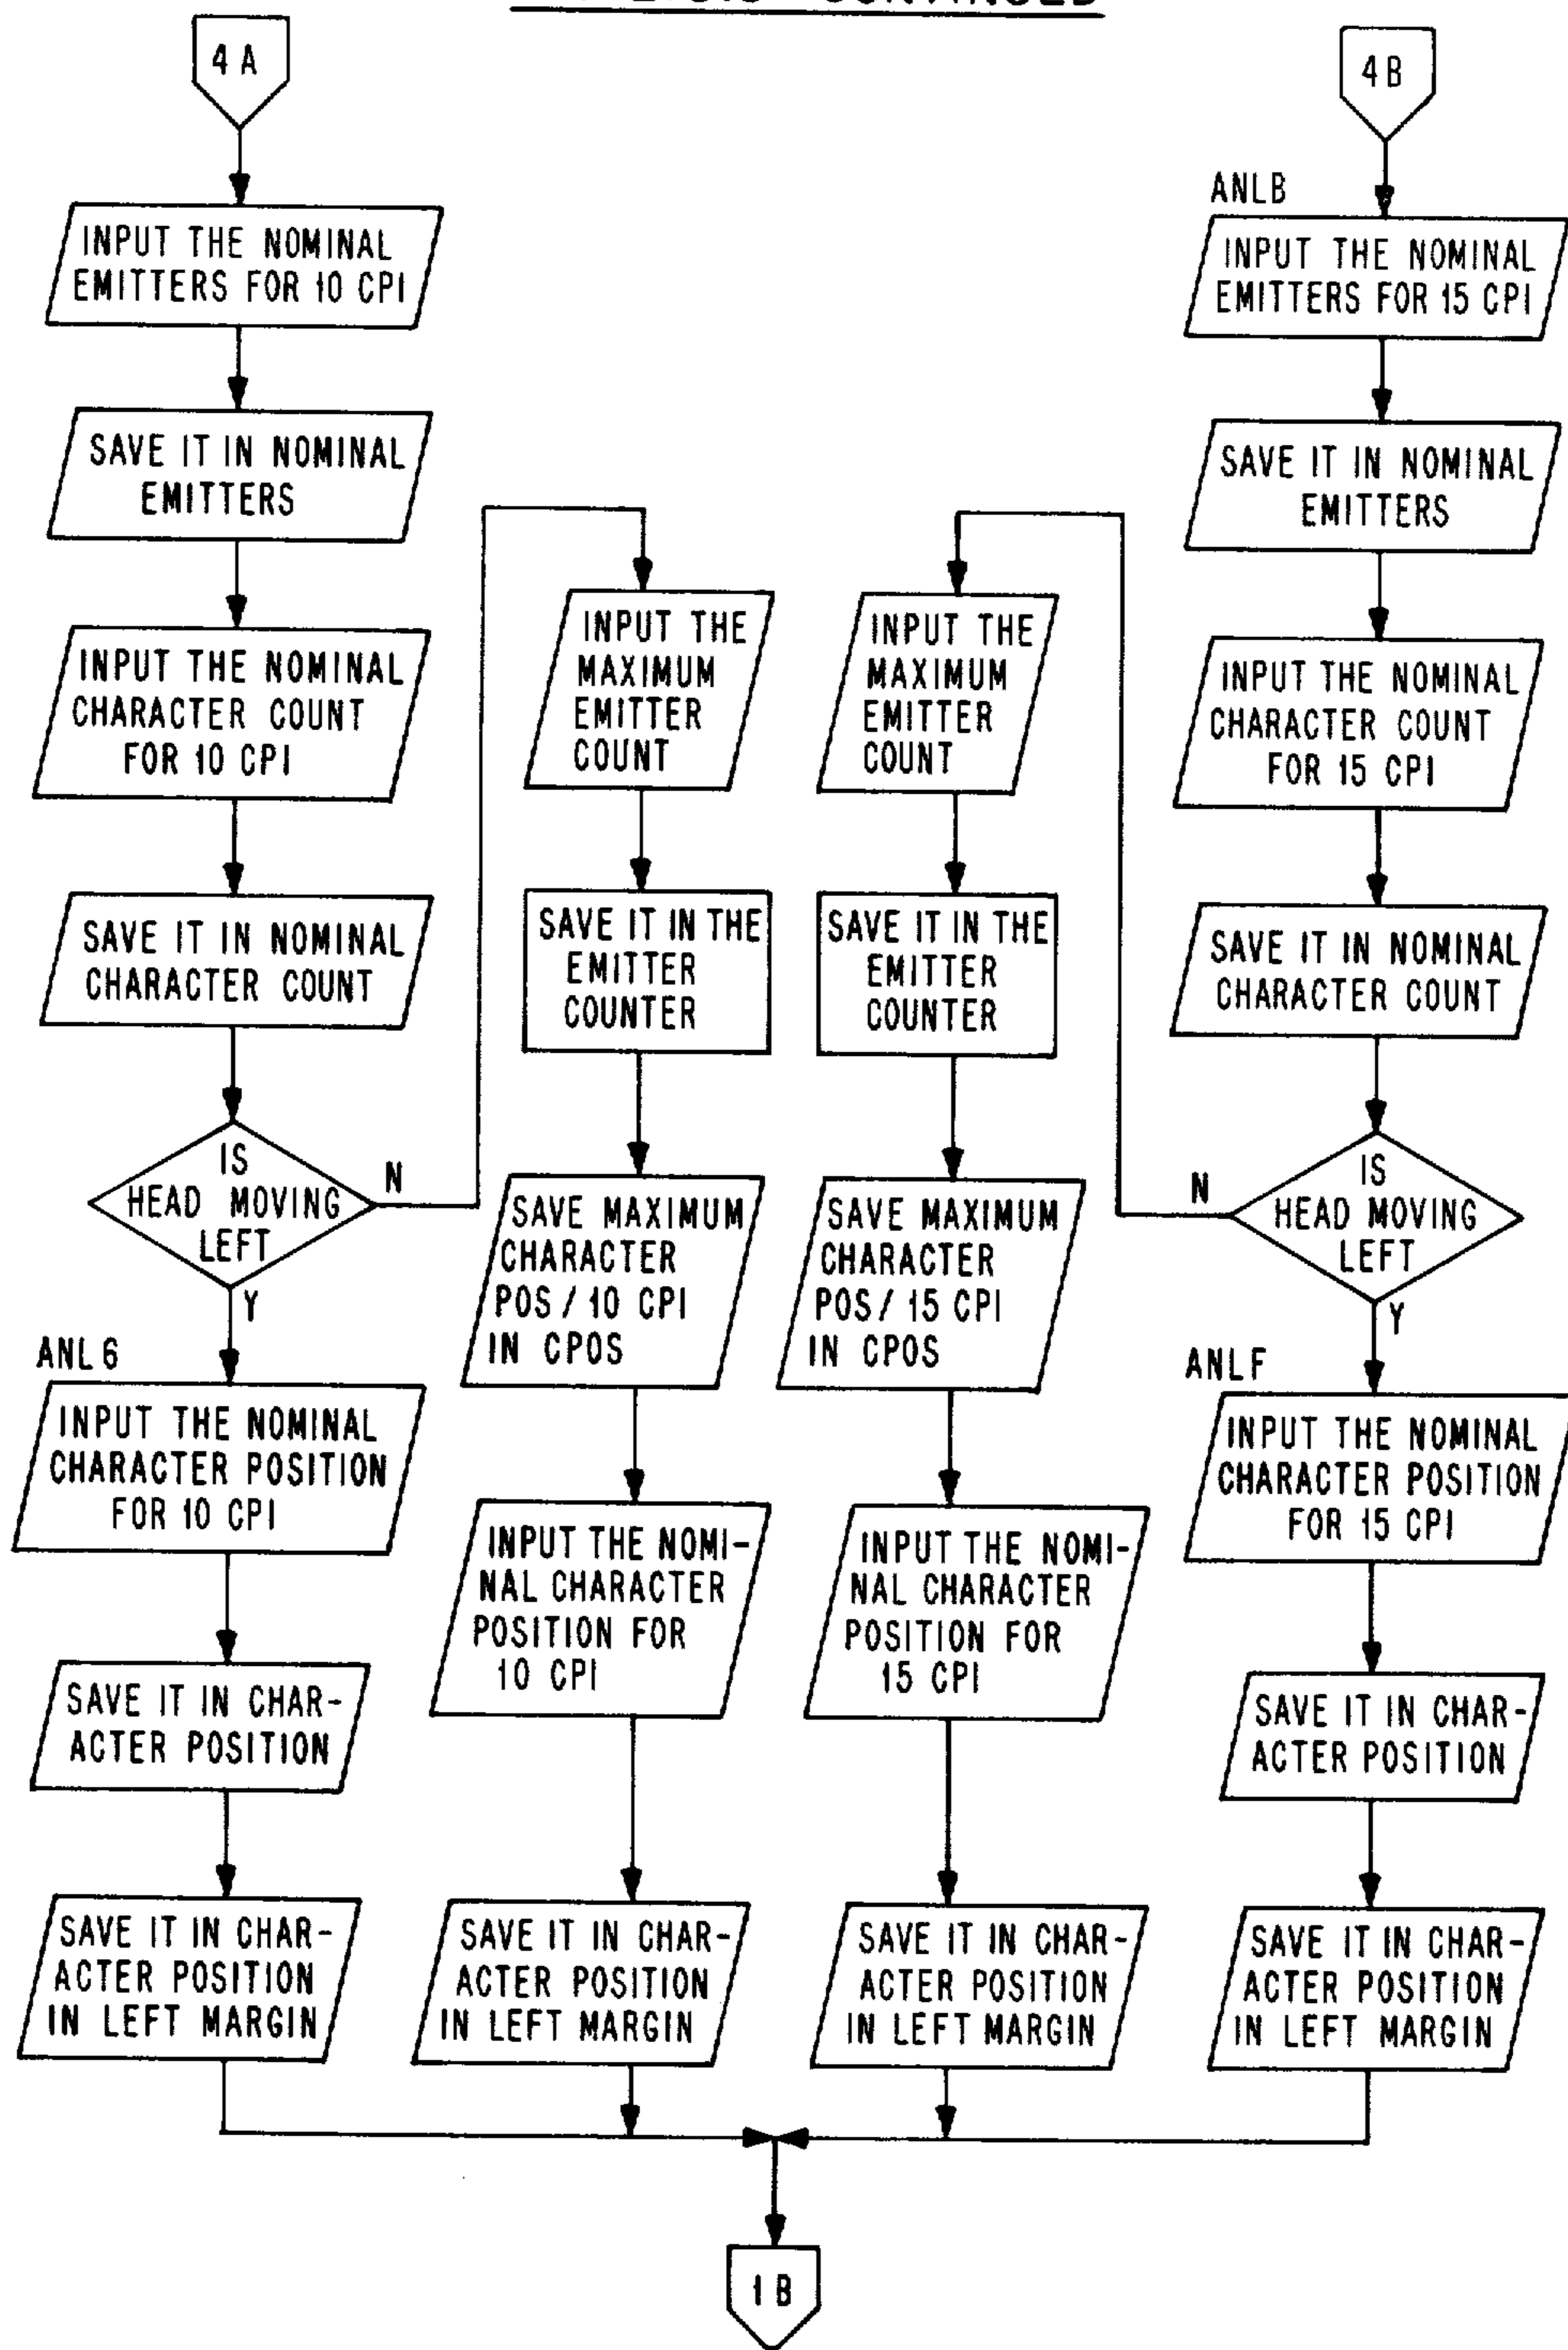 4A
INPUT THE NOMINAL
EMITTERS FOR 10 CPI
SAVE IT IN NOMINAL
EMITTERS
INPUT THE NOMINAL
CHARACTER COUNT
FOR 10 CPI
SAVE IT IN NOMINAL
CHARACTER COUNT
IS
HEAD MOVING
LEFT
N
Y
ANL6
INPUT THE NOMINAL
CHARACTER POSITION
FOR 10 CPI
SAVE IT IN CHAR-
ACTER POSITION
SAVE IT IN CHAR-
ACTER POSITION
IN LEFT MARGIN
INPUT THE
MAXIMUM
EMITTER
COUNT
SAVE IT IN THE
EMITTER
COUNTER
SAVE MAXIMUM
CHARACTER
POS / 10 CPI
IN CPOS
INPUT THE NOMI-
NAL CHARACTER
POSITION FOR
10 CPI
SAVE IT IN CHAR-
ACTER POSITION
IN LEFT MARGIN
INPUT THE
MAXIMUM
EMITTER
COUNT
SAVE IT IN THE
EMITTER
COUNTER
SAVE MAXIMUM
CHARACTER
POS / 15 CPI
IN CPOS
INPUT THE NOMI-
NAL CHARACTER
POSITION FOR
15 CPI
SAVE IT IN CHAR-
ACTER POSITION
IN LEFT MARGIN
4B
ANLB
INPUT THE NOMINAL
EMITTERS FOR 15 CPI
SAVE IT IN NOMINAL
EMITTERS
INPUT THE NOMINAL
CHARACTER COUNT
FOR 15 CPI
SAVE IT IN NOMINAL
CHARACTER COUNT
IS
HEAD MOVING
LEFT
N
Y
ANLF
INPUT THE NOMINAL
CHARACTER POSITION
FOR 15 CPI
SAVE IT IN CHAR-
ACTER POSITION
SAVE IT IN CHAR-
ACTER POSITION
IN LEFT MARGIN
1B